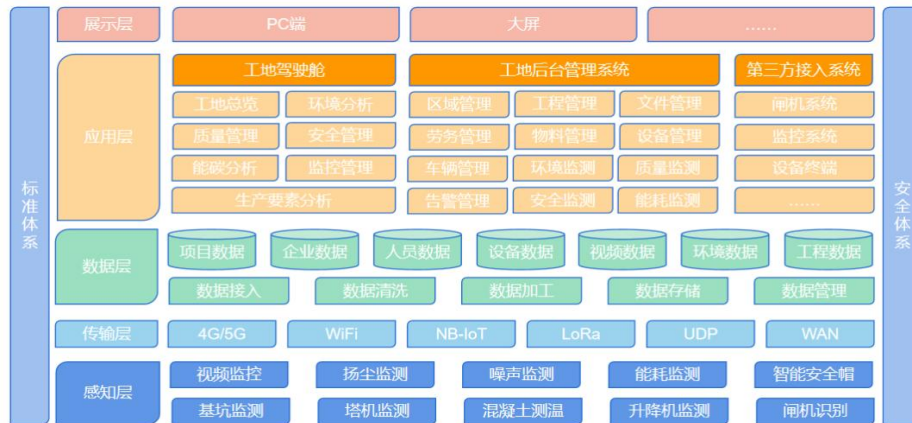 标准体系
展示层
PC端
大屏
……
应用层
工地驾驶舱
工地总览
环境分析
质量管理
安全管理
能碳分析
监控管理
生产要素分析
工地后台管理系统
区域管理
工程管理
文件管理
劳务管理
物料管理
设备管理
车辆管理
环境监测
质量监测
告警管理
安全监测
能耗监测
第三方接入系统
闸机系统
监控系统
设备终端
……
数据层
项目数据
企业数据
人员数据
设备数据
视频数据
环境数据
工程数据
数据接入
数据清洗
数据加工
数据存储
数据管理
传输层
4G/5G
WiFi
NB-IoT
LoRa
UDP
WAN
感知层
视频监控
扬尘监测
噪声监测
能耗监测
智能安全帽
基坑监测
塔机监测
混凝土测温
升降机监测
闸机识别
安全体系